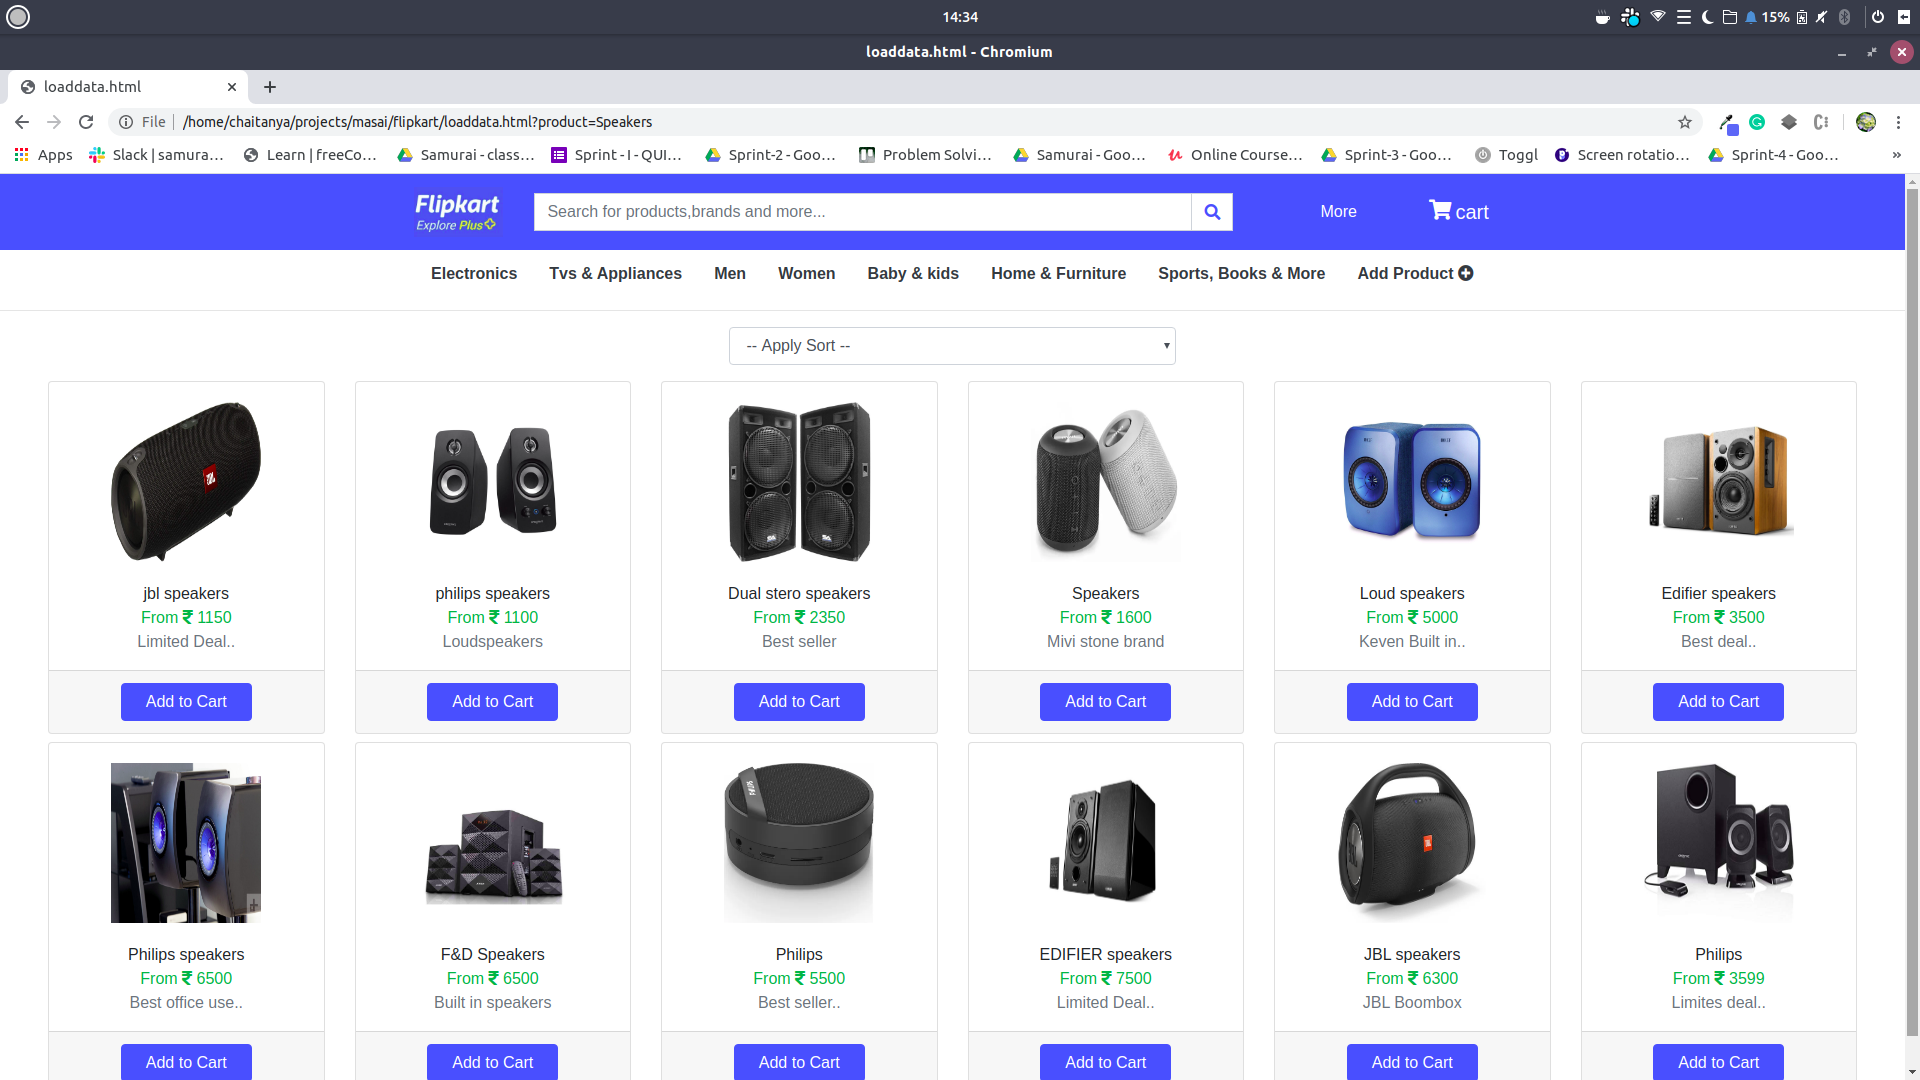 14:34
15%
loaddata.html - Chromium
loaddata.html
File | /home/chaitanya/projects/masai/flipkart/loaddata.html?product=Speakers
Apps Slack | samura... Learn | freeCo... Samurai - class... Sprint - I - QUI... Sprint-2 - Goo... Problem Solvi... Samurai - Goo... Online Course... Sprint-3 - Goo... Toggl Screen rotatio... Sprint-4 - Goo... »
Flipkart
Explore Plus
Search for products,brands and more...
More
cart
Electronics Tvs & Appliances Men Women Baby & kids Home & Furniture Sports, Books & More Add Product
-- Apply Sort --
jbl speakers
From ₹ 1150
Limited Deal..
Add to Cart
philips speakers
From ₹ 1100
Loudspeakers
Add to Cart
Dual stero speakers
From ₹ 2350
Best seller
Add to Cart
Speakers
From ₹ 1600
Mivi stone brand
Add to Cart
Loud speakers
From ₹ 5000
Keven Built in..
Add to Cart
Edifier speakers
From ₹ 3500
Best deal..
Add to Cart
Philips speakers
From ₹ 6500
Best office use..
Add to Cart
F&D Speakers
From ₹ 6500
Built in speakers
Add to Cart
Philips
From ₹ 5500
Best seller..
Add to Cart
EDIFIER speakers
From ₹ 7500
Limited Deal..
Add to Cart
JBL speakers
From ₹ 6300
JBL Boombox
Add to Cart
Philips
From ₹ 3599
Limites deal..
Add to Cart